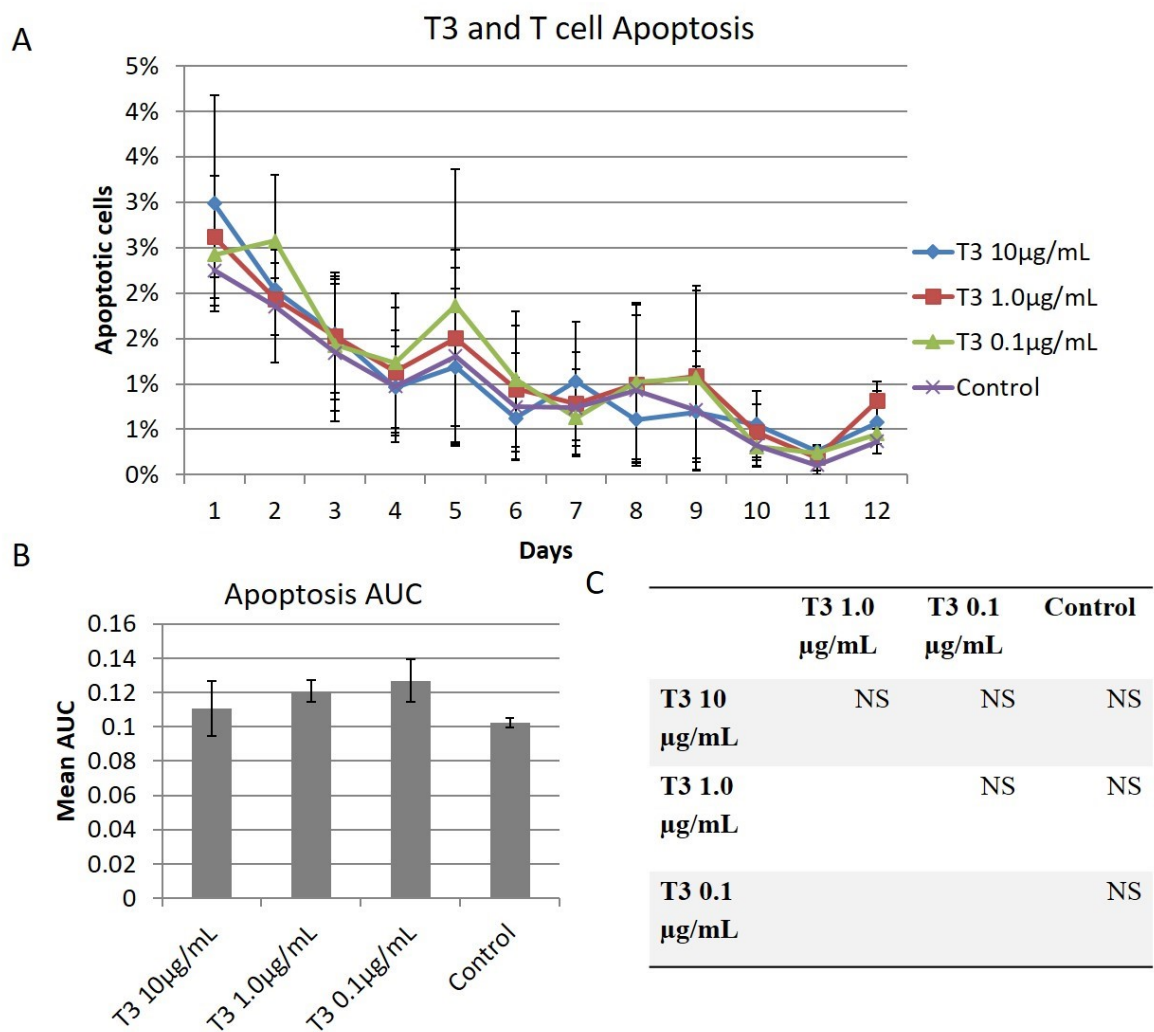 A
T3 and T cell Apoptosis
5%
4%
4%
3%
3%
2%
2%
1%
1%
0%
Apoptotic cells
1 2 3 4 5 6 7 8 9 10 11 12
Days
T3 10µg/mL
T3 1.0µg/mL
T3 0.1µg/mL
Control
B
Apoptosis AUC
0.16
0.14
0.12
0.1
0.08
0.06
0.04
0.02
0
Mean AUC
T3 10µg/mL
T3 1.0µg/mL
T3 0.1µg/mL
Control
C
T3 1.0 T3 0.1 Control
µg/mL µg/mL
T3 10 NS NS NS
µg/mL
T3 1.0 NS NS
µg/mL
T3 0.1 NS
µg/mL